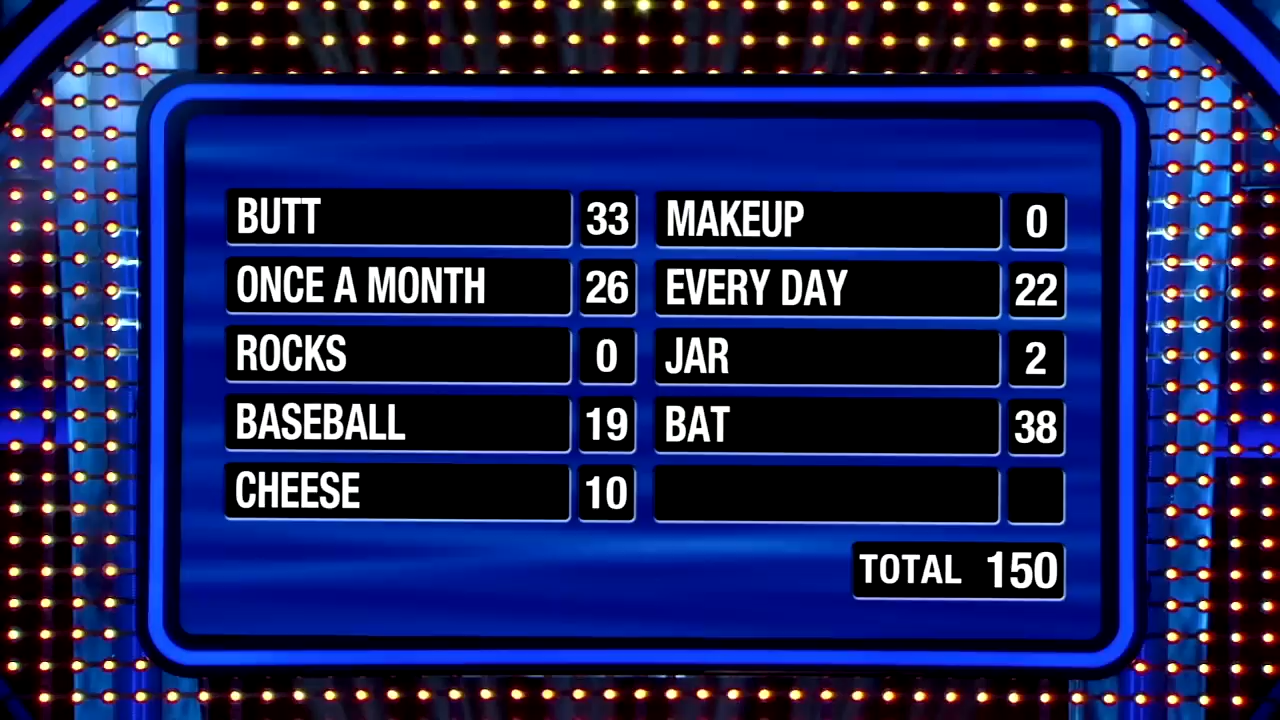 BUTT 33 MAKEUP 0
ONCE A MONTH 26 EVERY DAY 22
ROCKS 0 JAR 2
BASEBALL 19 BAT 38
CHEESE 10
TOTAL 150